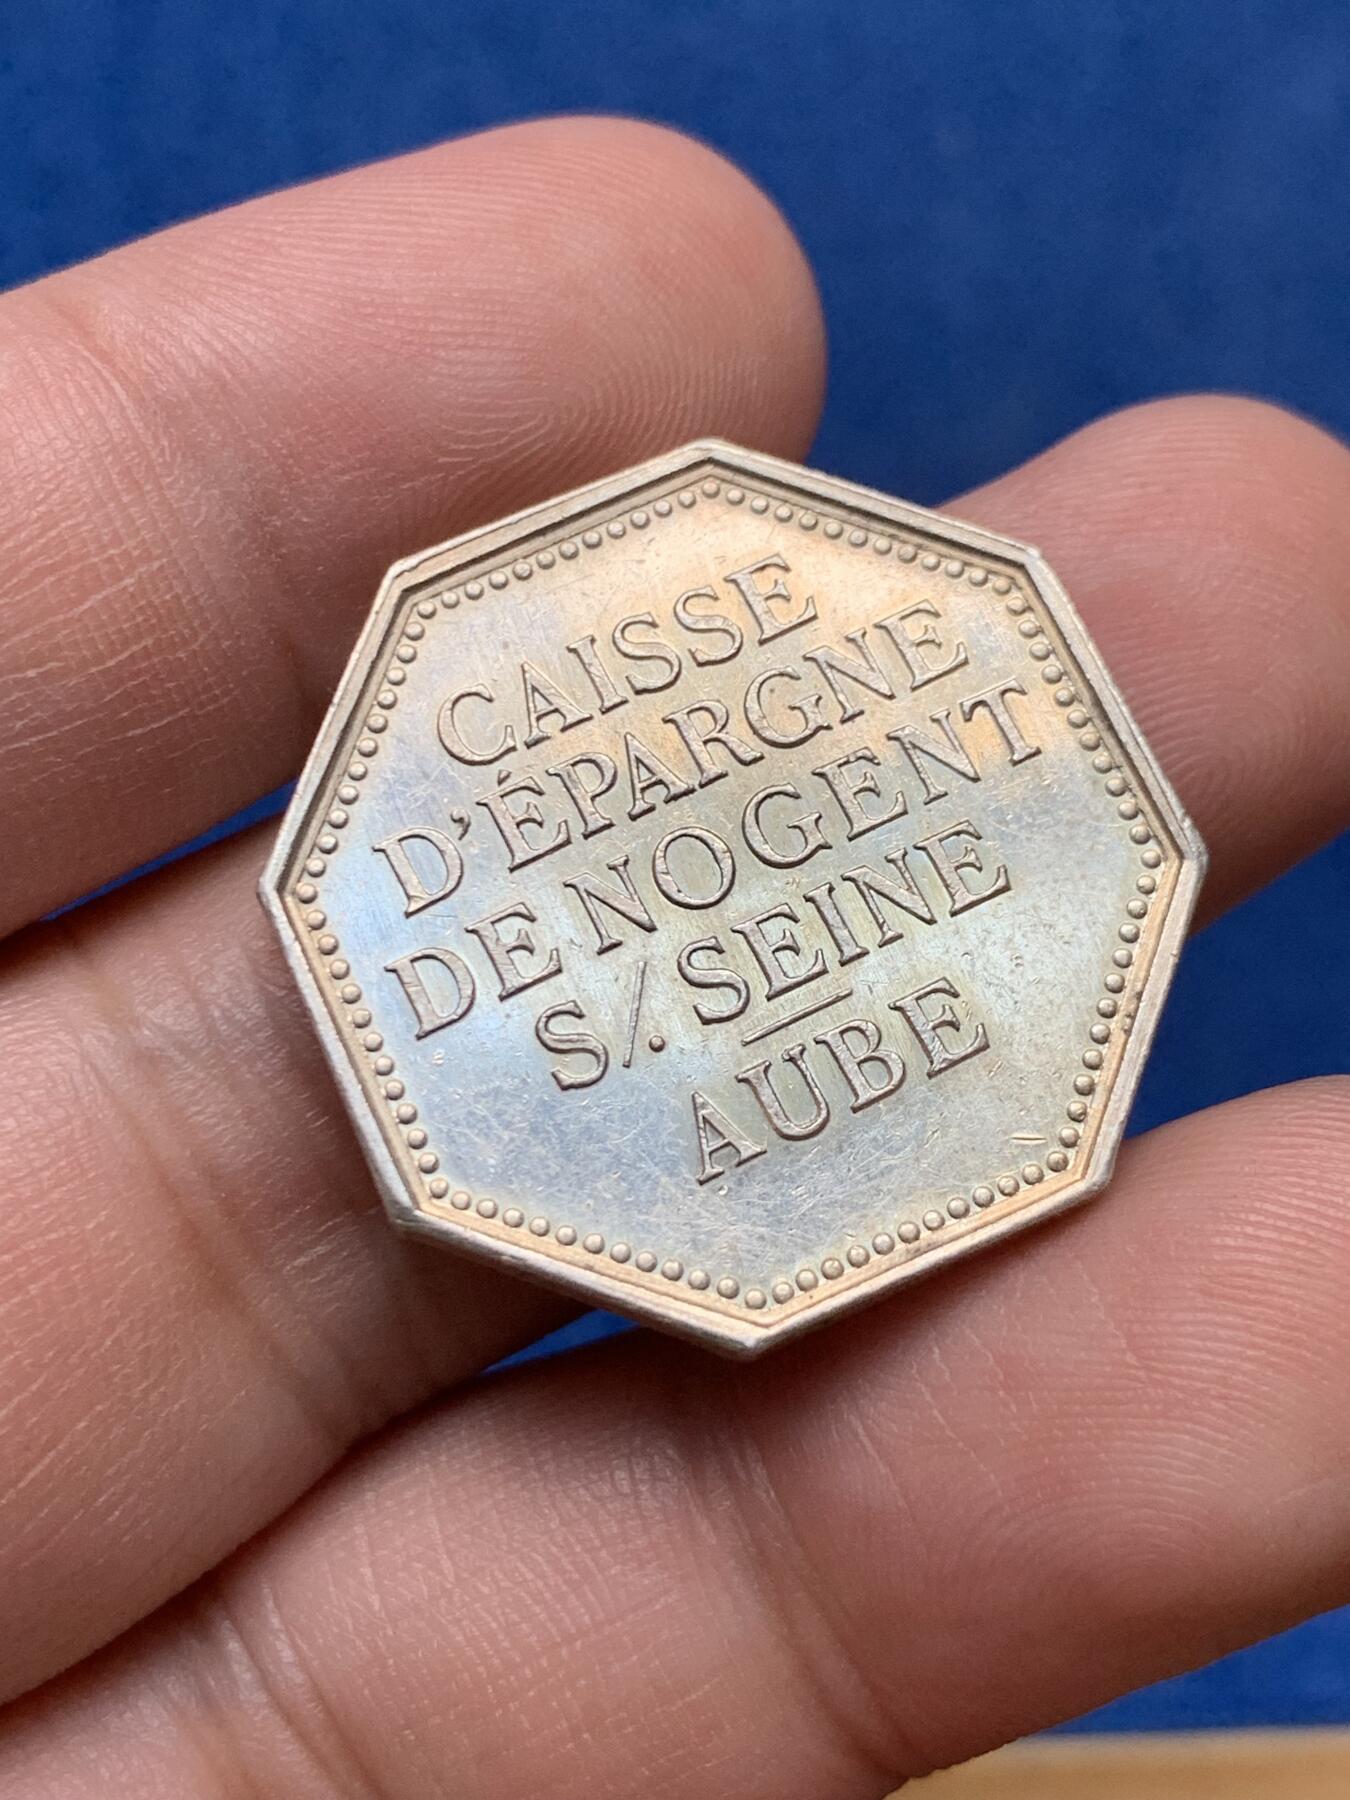 CAISSE
D'ÉPARGNE
DE NOGENT
S/. SEINE
AUBE